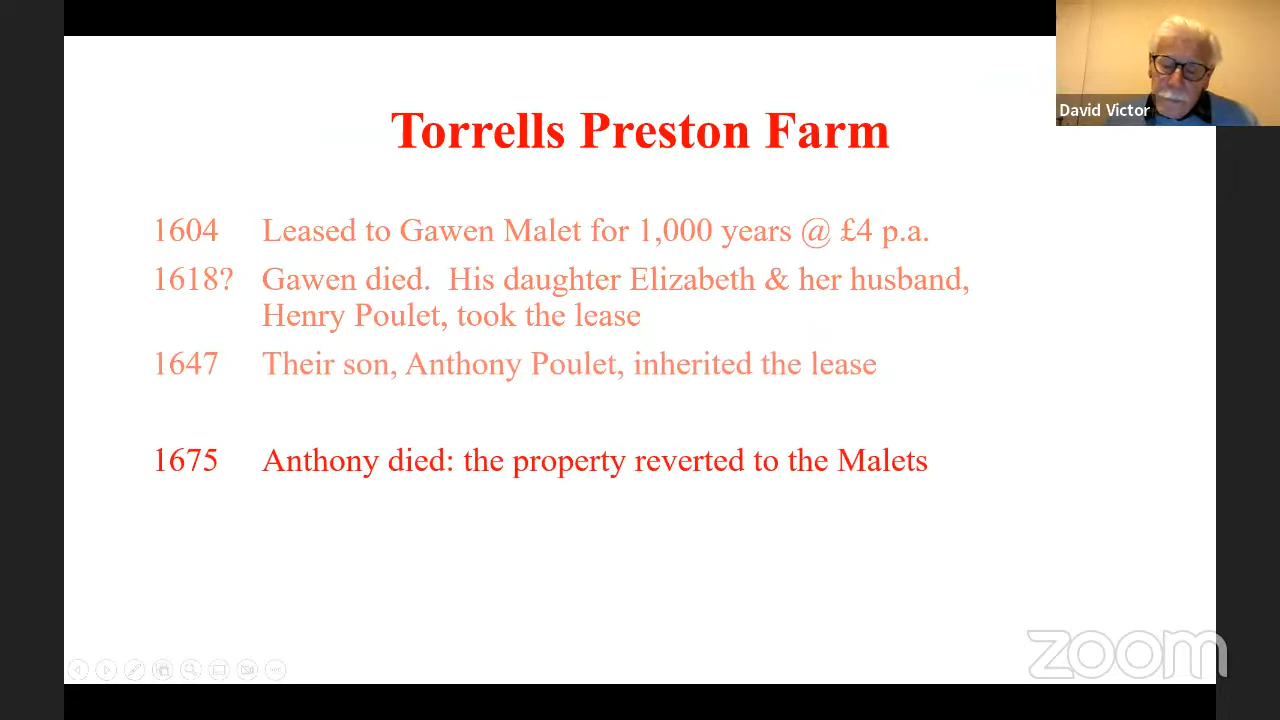 David Victor
Torrells Preston Farm
1604 Leased to Gawen Malet for 1,000 years @ £4 p.a.
1618? Gawen died. His daughter Elizabeth & her husband,
Henry Poulet, took the lease
1647 Their son, Anthony Poulet, inherited the lease
1675 Anthony died: the property reverted to the Malets
zoom